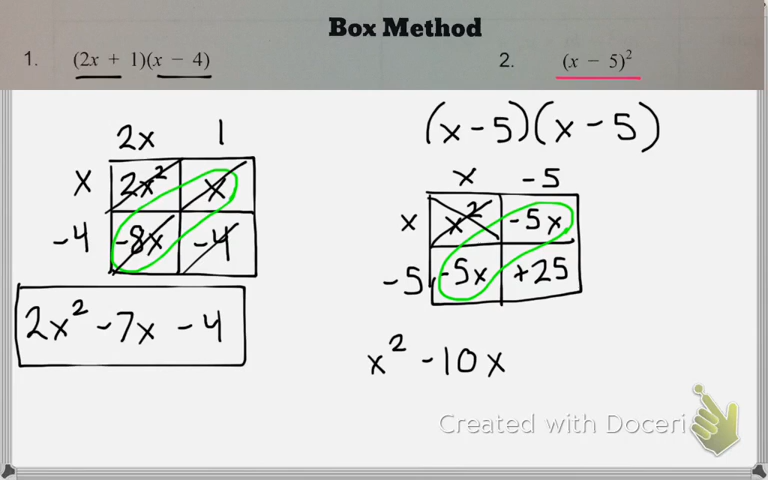 Box Method
1. (2x + 1)(x − 4)
2x 1
x 2x² x
-4 -8x -4
2x² -7x -4
2. (x − 5)²
(x-5)(x-5)
x -5
x x² -5x
-5 -5x +25
x² -10x
Created with Doceri